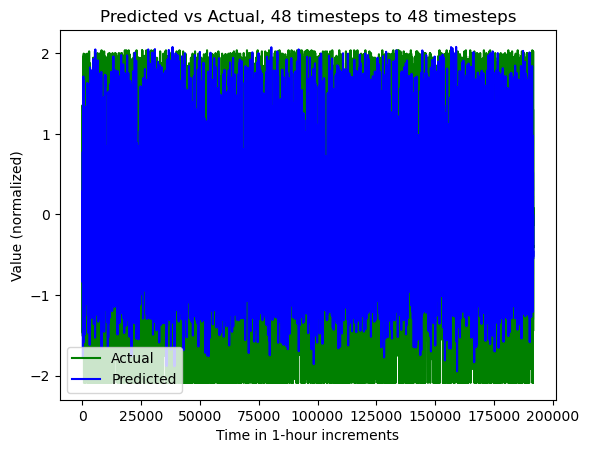 Predicted vs Actual, 48 timesteps to 48 timesteps
Value (normalized)
2
1
0
−1
−2
Actual
Predicted
0 25000 50000 75000 100000 125000 150000 175000 200000
Time in 1-hour increments